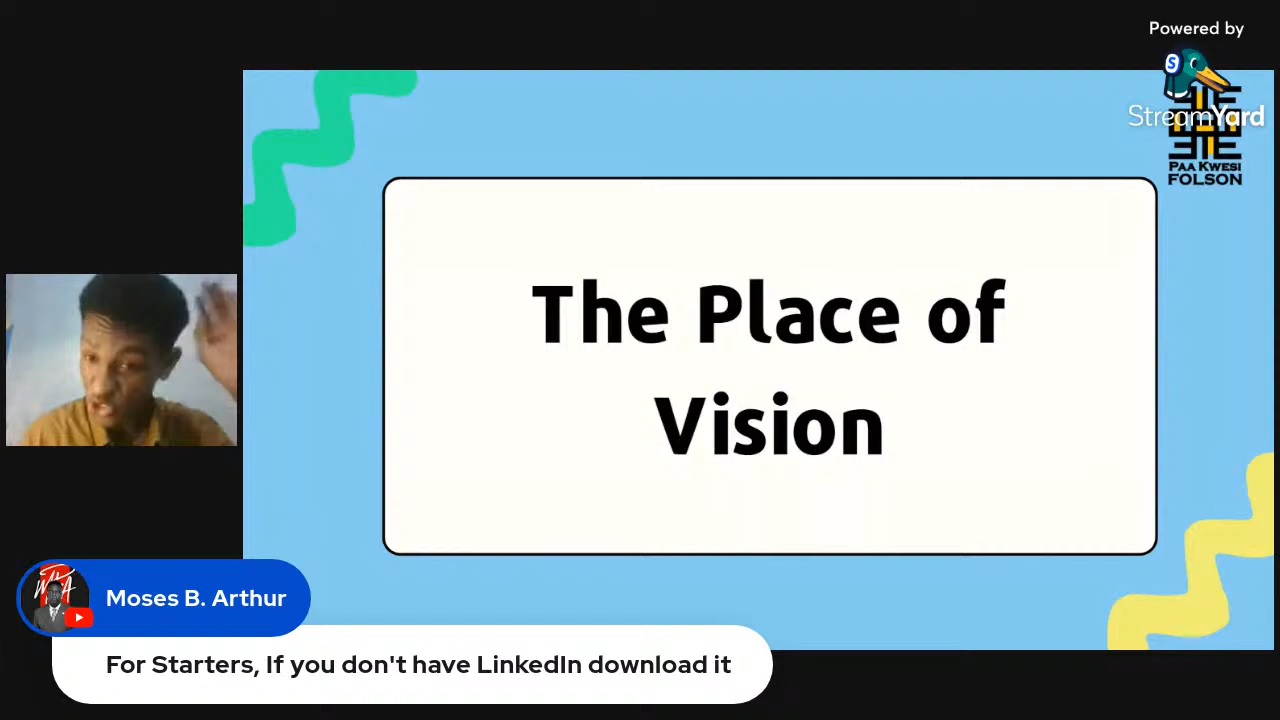 Powered by
StreamYard
PAA KWESI
FOLSON
The Place of
Vision
Moses B. Arthur
For Starters, If you don't have LinkedIn download it